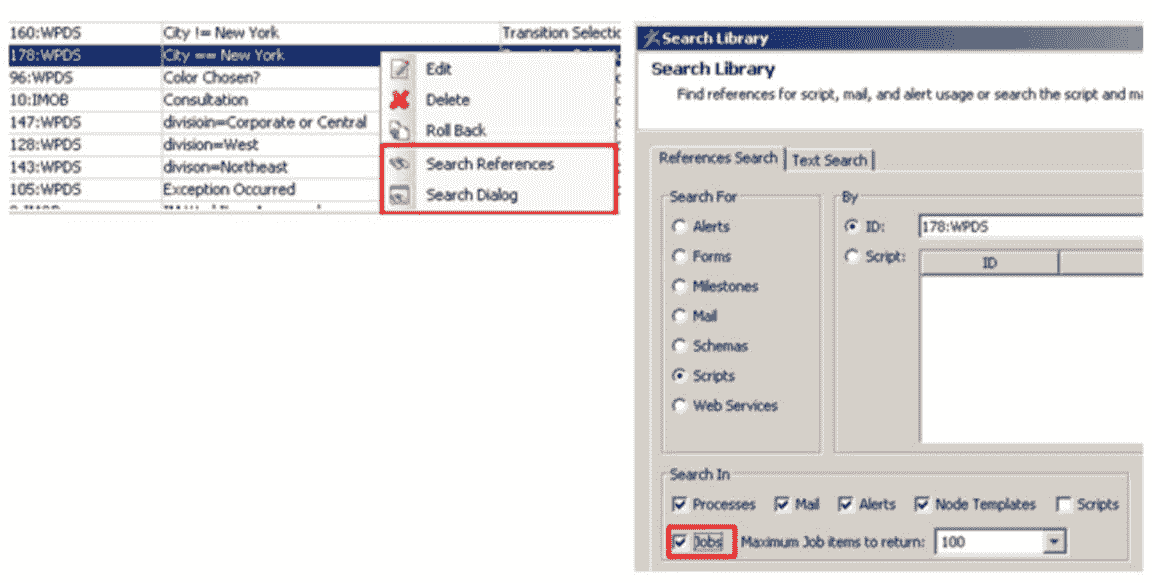 160:WPDS City != New York Transition Selectic
178:WPDS City == New York
96:WPDS Color Chosen?
10:IMOB Consultation
147:WPDS divisioin=Corporate or Central
128:WPDS division=West
143:WPDS divison=Northeast
105:WPDS Exception Occurred
Edit
Delete
Roll Back
Search References
Search Dialog
Search Library
Search Library
Find references for script, mail, and alert usage or search the script and ma
References Search Text Search
Search For
Alerts
Forms
Milestones
Mail
Schemas
Scripts
Web Services
By
ID: 178:WPDS
Script: ID
Search In
Processes Mail Alerts Node Templates Scripts
Jobs Maximum Job items to return: 100